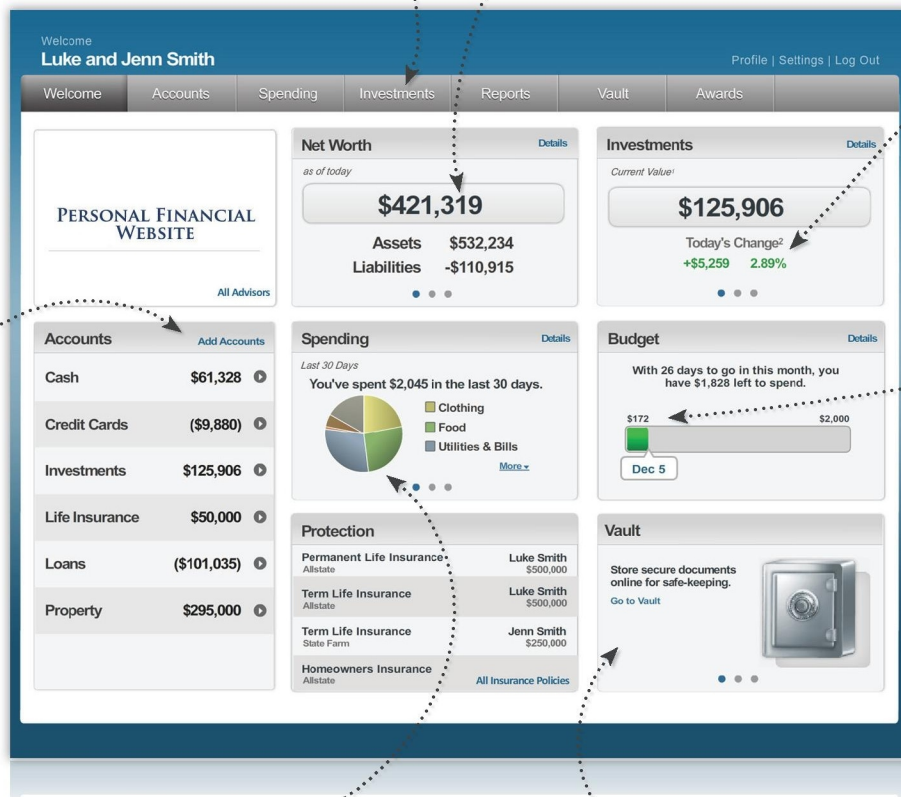 Welcome
Luke and Jenn Smith
Profile | Settings | Log Out
Welcome Accounts Spending Investments Reports Vault Awards
PERSONAL FINANCIAL
WEBSITE
All Advisors
Net Worth Details
as of today
$421,319
Assets $532,234
Liabilities -$110,915
Investments Details
Current Value¹
$125,906
Today's Change²
+$5,259 2.89%
Accounts Add Accounts
Cash $61,328
Credit Cards ($9,880)
Investments $125,906
Life Insurance $50,000
Loans ($101,035)
Property $295,000
Spending Details
Last 30 Days
You've spent $2,045 in the last 30 days.
Clothing
Food
Utilities & Bills
More
Budget Details
With 26 days to go in this month, you
have $1,828 left to spend.
$172 $2,000
Dec 5
Protection
Permanent Life Insurance Luke Smith
Allstate $500,000
Term Life Insurance Luke Smith
Allstate $500,000
Term Life Insurance Jenn Smith
State Farm $250,000
Homeowners Insurance
Allstate All Insurance Policies
Vault
Store secure documents
online for safe-keeping.
Go to Vault